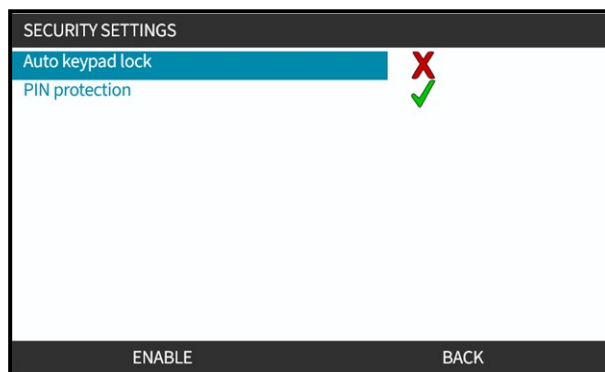 SECURITY SETTINGS
Auto keypad lock
PIN protection
ENABLE BACK